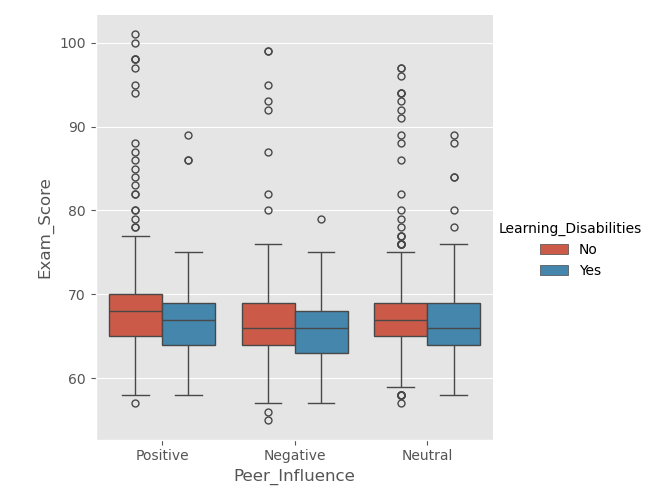 100
90
80
70
60
Exam_Score
Positive
Negative
Neutral
Peer_Influence
Learning_Disabilities
No
Yes